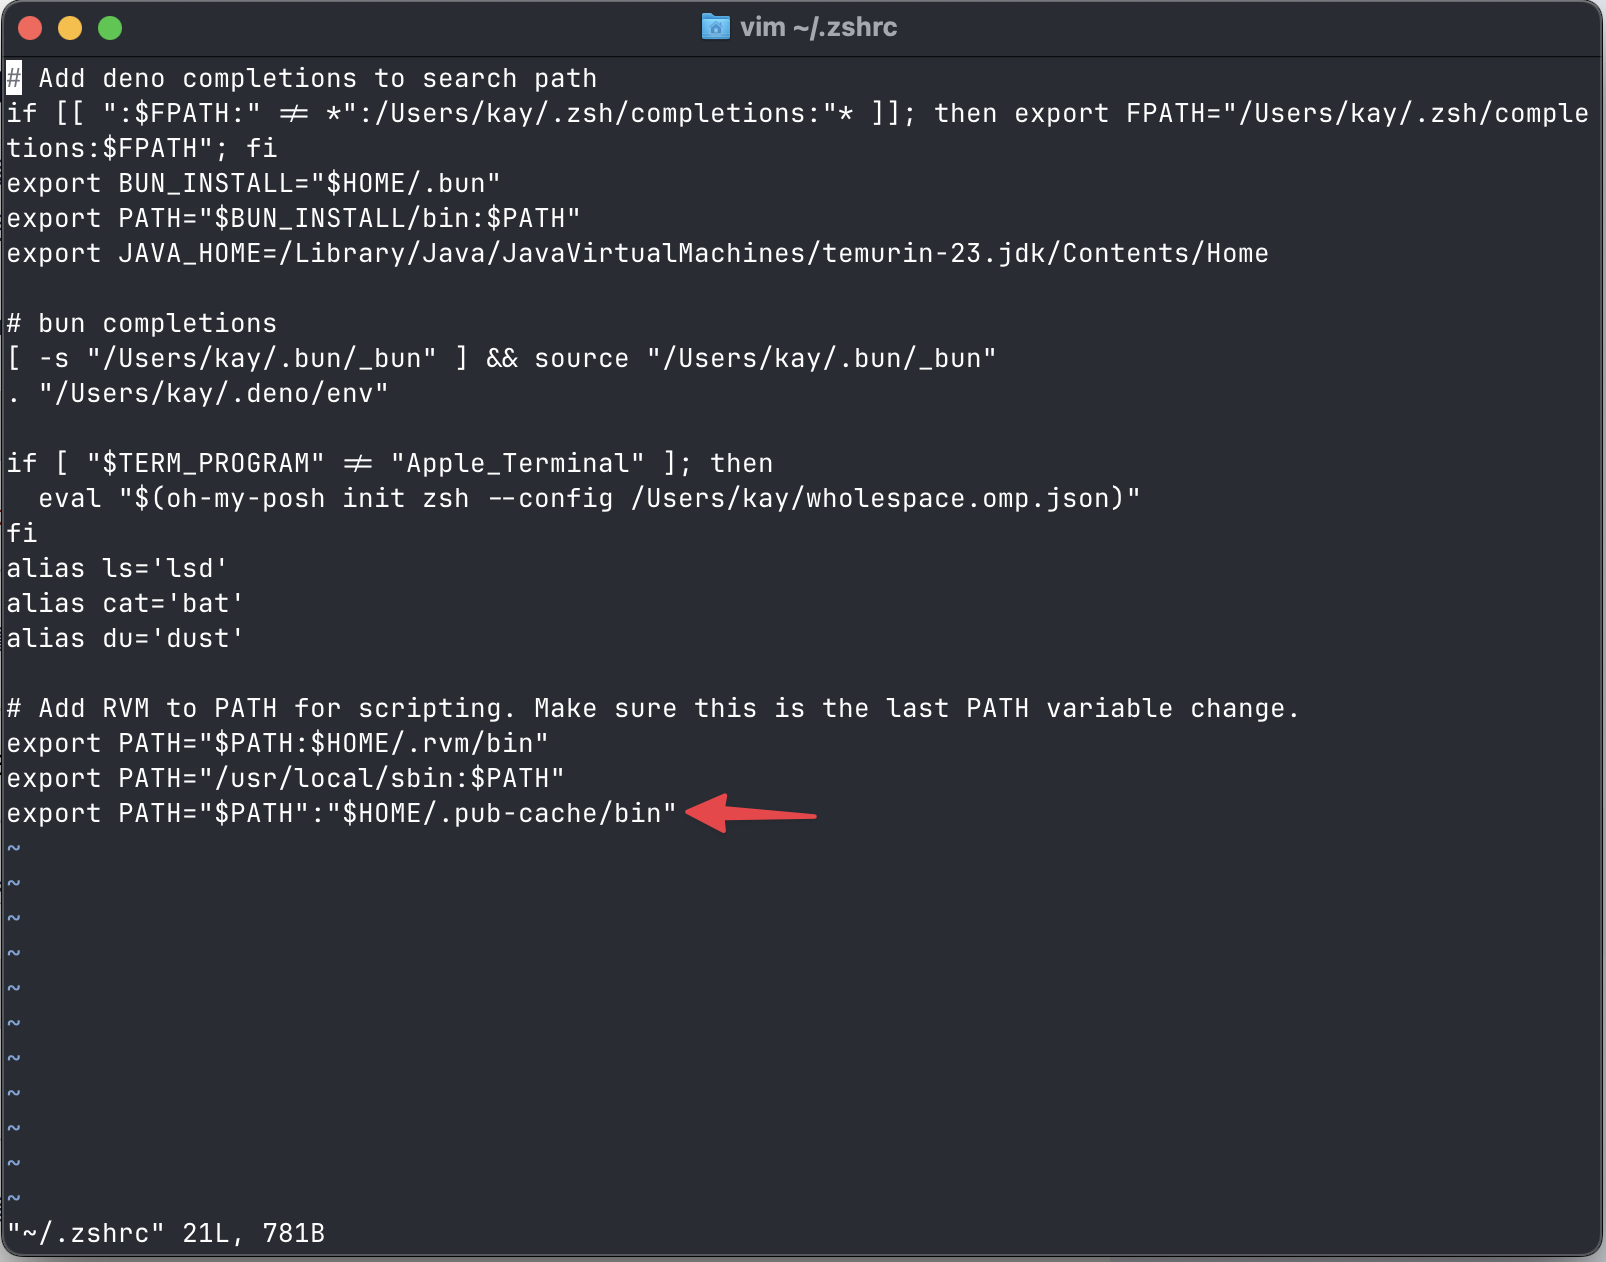 vim ~/.zshrc
# Add deno completions to search path
if [[ ":$FPATH:" != *":/Users/kay/.zsh/completions:"* ]]; then export FPATH="/Users/kay/.zsh/comple
tions:$FPATH"; fi
export BUN_INSTALL="$HOME/.bun"
export PATH="$BUN_INSTALL/bin:$PATH"
export JAVA_HOME=/Library/Java/JavaVirtualMachines/temurin-23.jdk/Contents/Home
# bun completions
[ -s "/Users/kay/.bun/_bun" ] && source "/Users/kay/.bun/_bun"
. "/Users/kay/.deno/env"
if [ "$TERM_PROGRAM" != "Apple_Terminal" ]; then
  eval "$(oh-my-posh init zsh --config /Users/kay/wholespace.omp.json)"
fi
alias ls='lsd'
alias cat='bat'
alias du='dust'
# Add RVM to PATH for scripting. Make sure this is the last PATH variable change.
export PATH="$PATH:$HOME/.rvm/bin"
export PATH="/usr/local/sbin:$PATH"
export PATH="$PATH":"$HOME/.pub-cache/bin"
~
~
~
~
~
~
~
~
~
~
~
"~/.zshrc" 21L, 781B